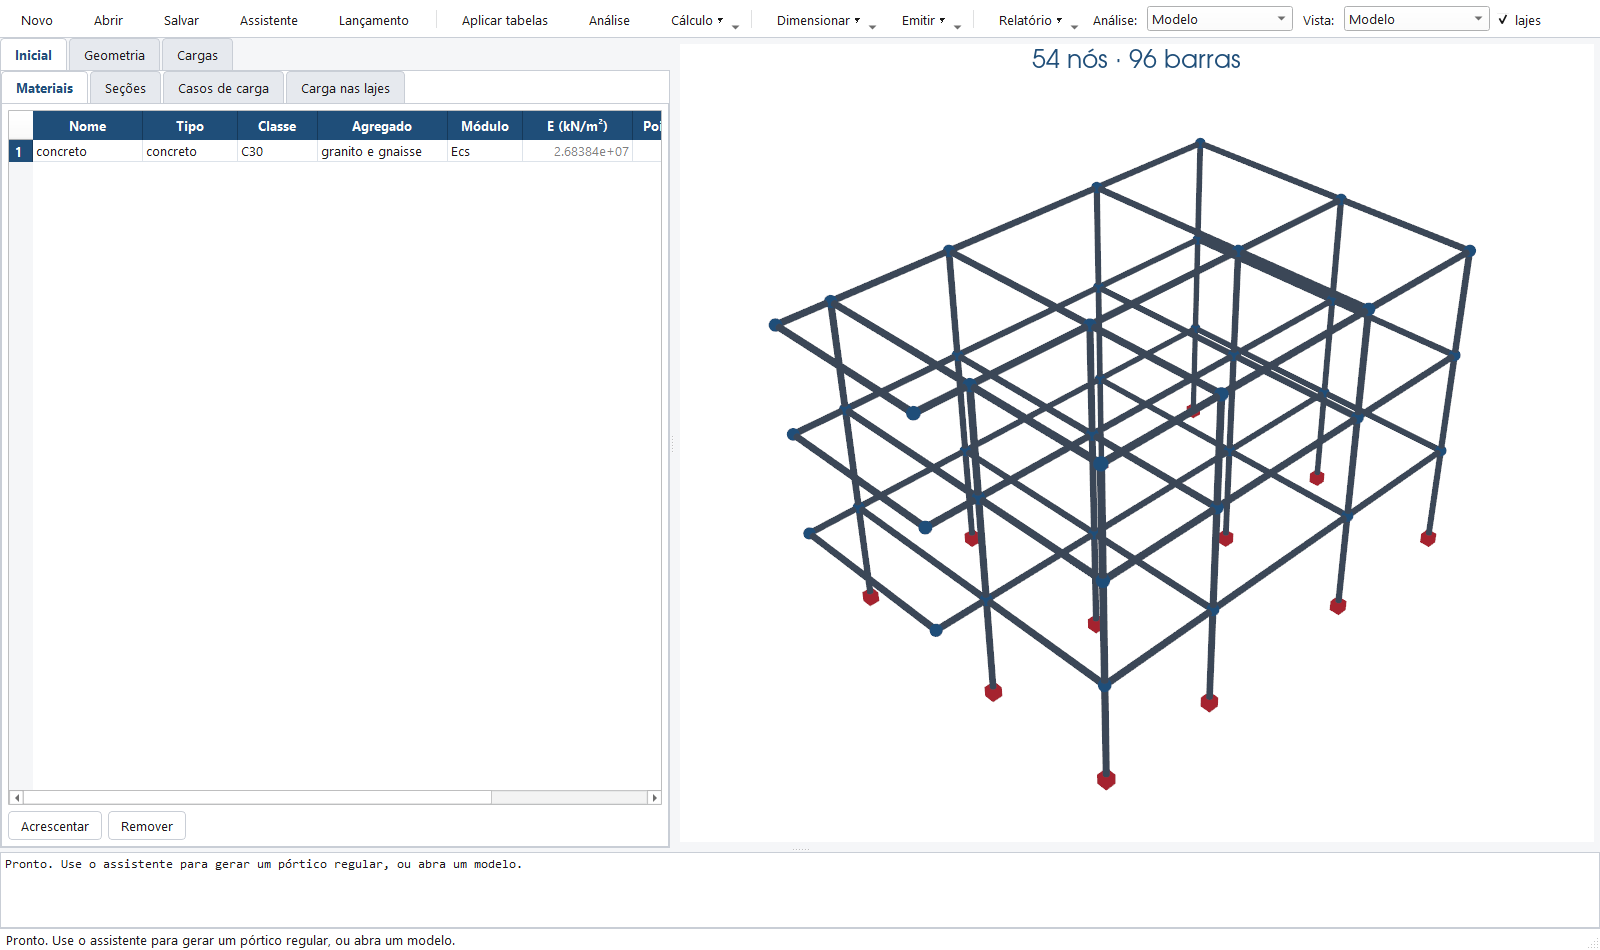 Novo Abrir Salvar Assistente Lançamento Aplicar tabelas Análise Cálculo Dimensionar Emitir Relatório Análise: Modelo Vista: Modelo lajes
Inicial Geometria Cargas
Materiais Seções Casos de carga Carga nas lajes
Nome Tipo Classe Agregado Módulo E (kN/m²) Poi
1 concreto concreto C30 granito e gnaisse Ecs 2.68384e+07
Acrescentar Remover
54 nós · 96 barras
Pronto. Use o assistente para gerar um pórtico regular, ou abra um modelo.
Pronto. Use o assistente para gerar um pórtico regular, ou abra um modelo.